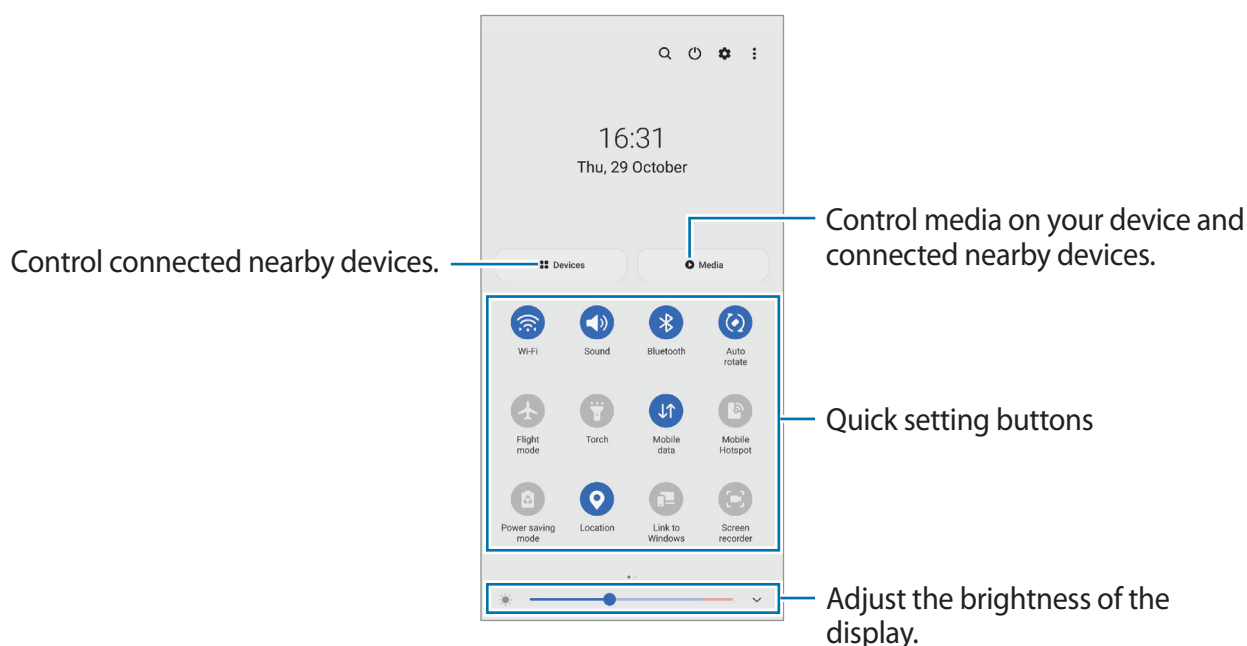 16:31
Thu, 29 October
Control media on your device and
connected nearby devices.
Control connected nearby devices.
Devices
Media
Wi-Fi
Sound
Bluetooth
Auto
rotate
Quick setting buttons
Flight
mode
Torch
Mobile
data
Mobile
Hotspot
Power saving
mode
Location
Link to
Windows
Screen
recorder
Adjust the brightness of the
display.